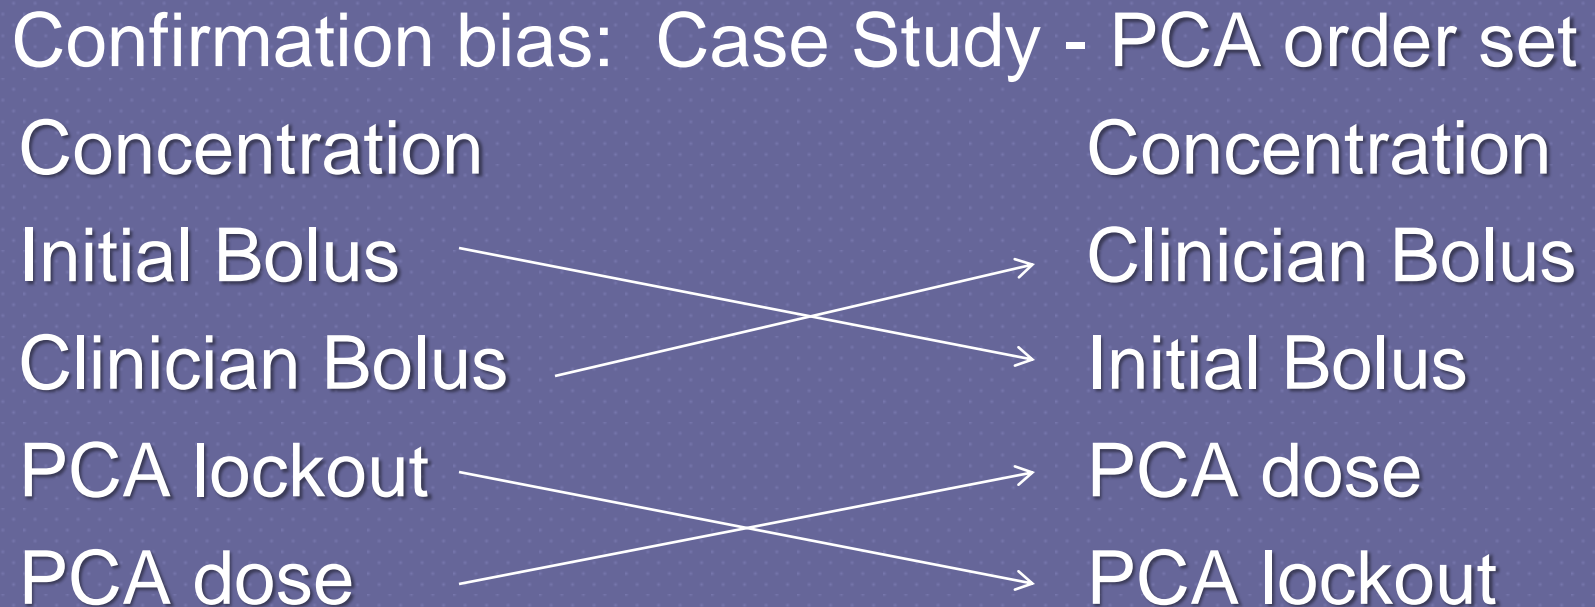 Confirmation bias: Case Study - PCA order set
Concentration Concentration
Initial Bolus Clinician Bolus
Clinician Bolus Initial Bolus
PCA lockout PCA dose
PCA dose PCA lockout